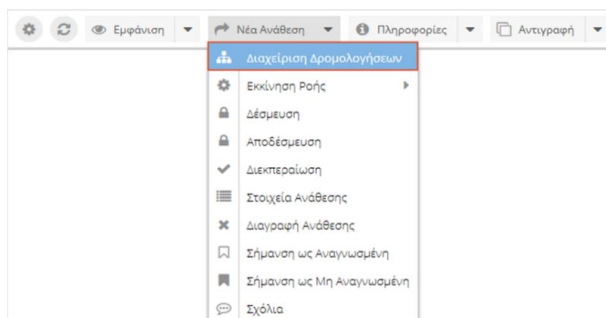 Εμφάνιση Νέα Ανάθεση Πληροφορίες Αντιγραφή
Διαχείριση Δρομολογήσεων
Εκκίνηση Ροής
Δέσμευση
Αποδέσμευση
Διεκπεραίωση
Στοιχεία Ανάθεσης
Διαγραφή Ανάθεσης
Σήμανση ως Αναγνωσμένη
Σήμανση ως Μη Αναγνωσμένη
Σχόλια